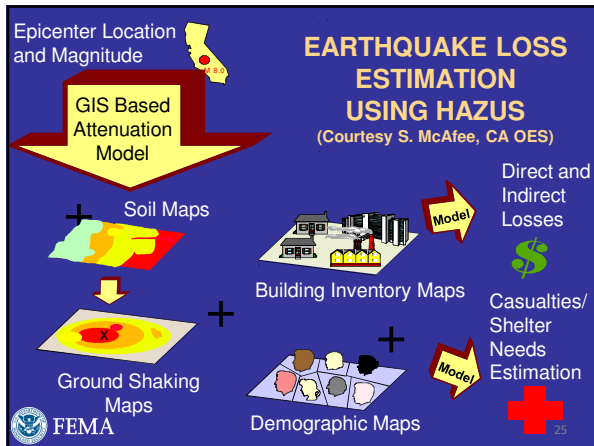 Epicenter Location
and Magnitude
M 8.0
EARTHQUAKE LOSS
ESTIMATION
USING HAZUS
(Courtesy S. McAfee, CA OES)
GIS Based
Attenuation
Model
Soil Maps
Ground Shaking
Maps
X
Building Inventory Maps
Model
Direct and
Indirect
Losses
$
Demographic Maps
Model
Casualties/
Shelter
Needs
Estimation
FEMA
25